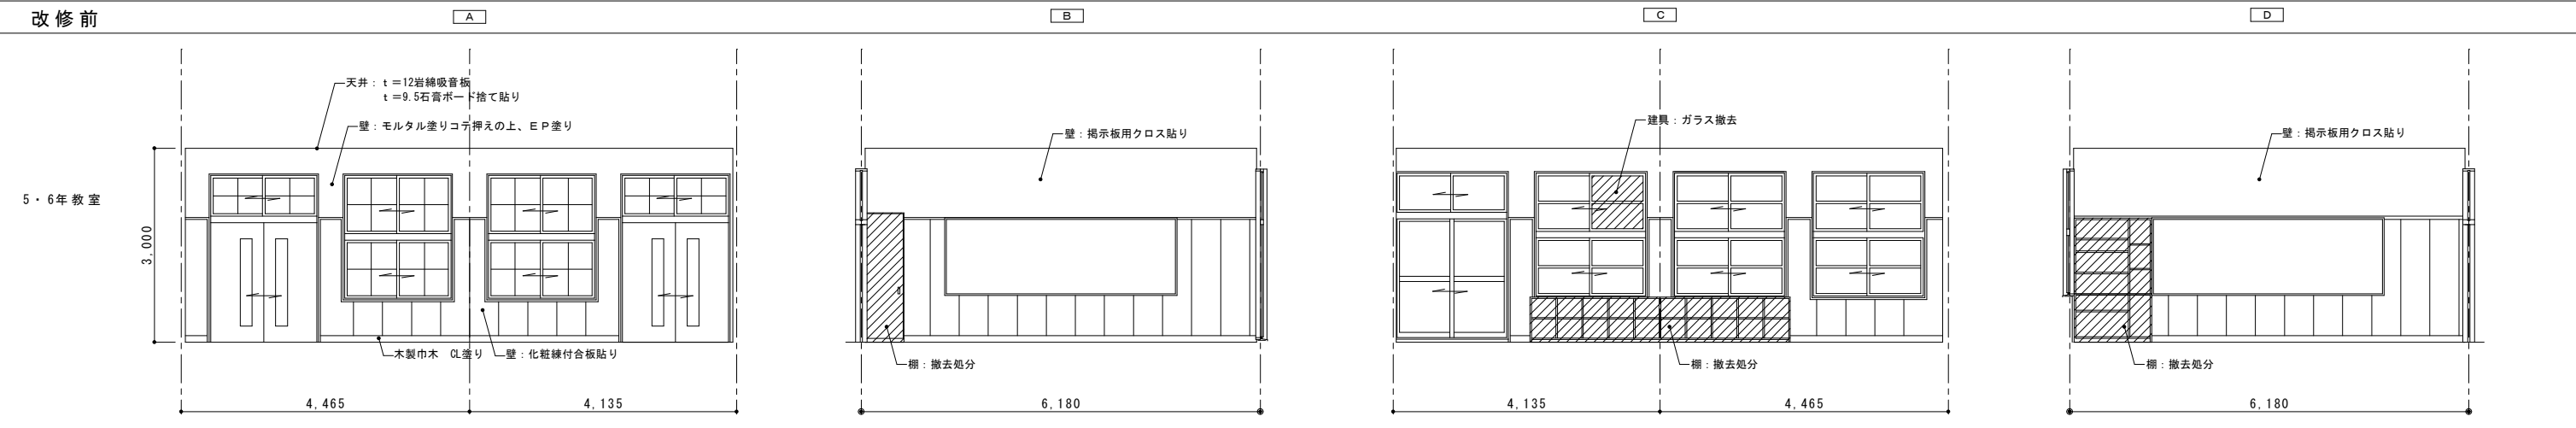 改修前
A
B
C
D
5・6年教室
天井：ｔ＝12岩綿吸音板
ｔ＝9.5石膏ボード捨て貼り
壁：モルタル塗りコテ押えの上、ＥＰ塗り
3,000
木製巾木　CL塗り
壁：化粧練付合板貼り
4,465
4,135
壁：掲示板用クロス貼り
棚：撤去処分
6,180
建具：ガラス撤去
棚：撤去処分
4,135
4,465
壁：掲示板用クロス貼り
棚：撤去処分
6,180